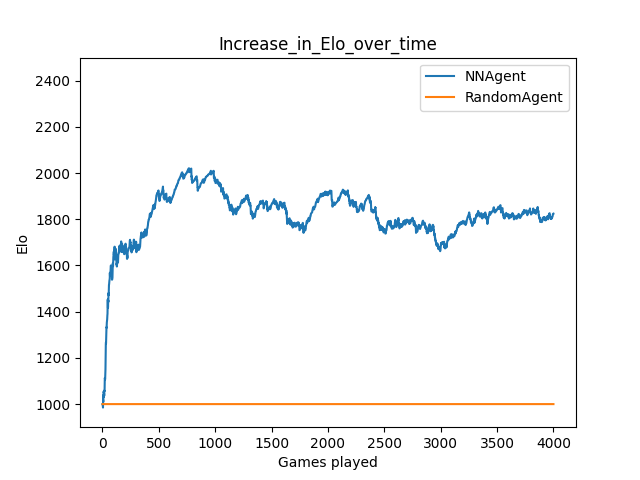 Increase_in_Elo_over_time
NNAgent
RandomAgent
2400
2200
2000
1800
1600
1400
1200
1000
Elo
0 500 1000 1500 2000 2500 3000 3500 4000
Games played